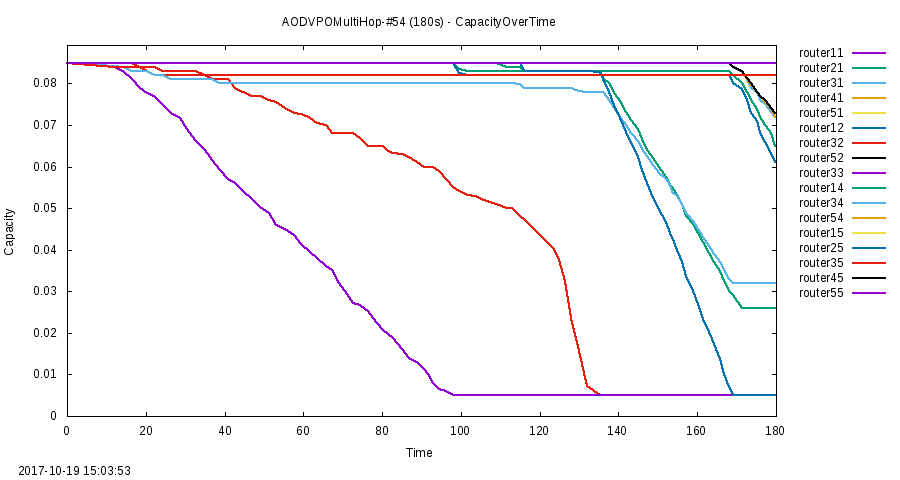 AODVPOMultiHop-#54 (180s) - CapacityOverTime
Capacity
0.08
0.07
0.06
0.05
0.04
0.03
0.02
0.01
0
0 20 40 60 80 100 120 140 160 180
Time
router11
router21
router31
router41
router51
router12
router32
router52
router33
router14
router34
router54
router15
router25
router35
router45
router55
2017-10-19 15:03:53